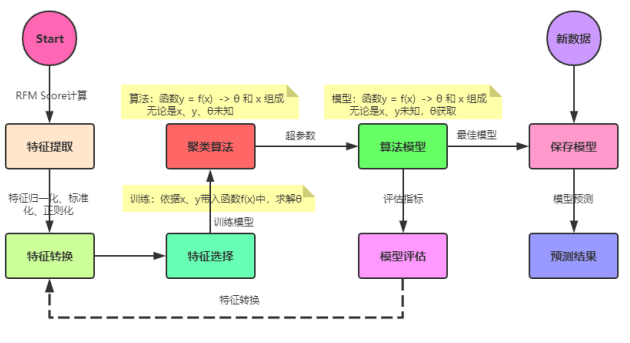 Start
新数据
RFM Score计算
算法：函数y = f(x)  -> θ 和 x 组成
无论是x、y、θ未知
模型：函数y = f(x)  -> θ 和 x 组成
无论是x、y未知，θ获取
特征提取
聚类算法
超参数
算法模型
最佳模型
保存模型
特征归一化、标准
化、正则化
训练：依据x、y带入函数f(x)中，求解θ
评估指标
模型预测
训练模型
特征转换
特征选择
模型评估
预测结果
特征转换